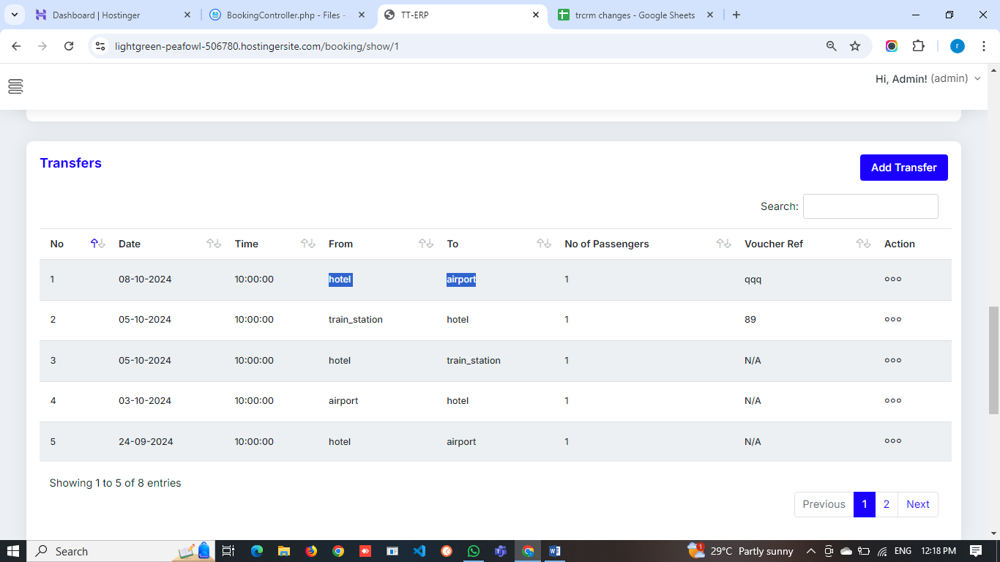 Dashboard | Hostinger
BookingController.php - Files -
TT-ERP
trcrm changes - Google Sheets
lightgreen-peafowl-506780.hostingersite.com/booking/show/1
r
Hi, Admin! (admin)
Transfers
Add Transfer
Search:
No Date Time From To No of Passengers Voucher Ref Action
1 08-10-2024 10:00:00 hotel airport 1 qqq
2 05-10-2024 10:00:00 train_station hotel 1 89
3 05-10-2024 10:00:00 hotel train_station 1 N/A
4 03-10-2024 10:00:00 airport hotel 1 N/A
5 24-09-2024 10:00:00 hotel airport 1 N/A
Showing 1 to 5 of 8 entries
Previous 1 2 Next
Search
1 29°C Partly sunny ENG 12:18 PM